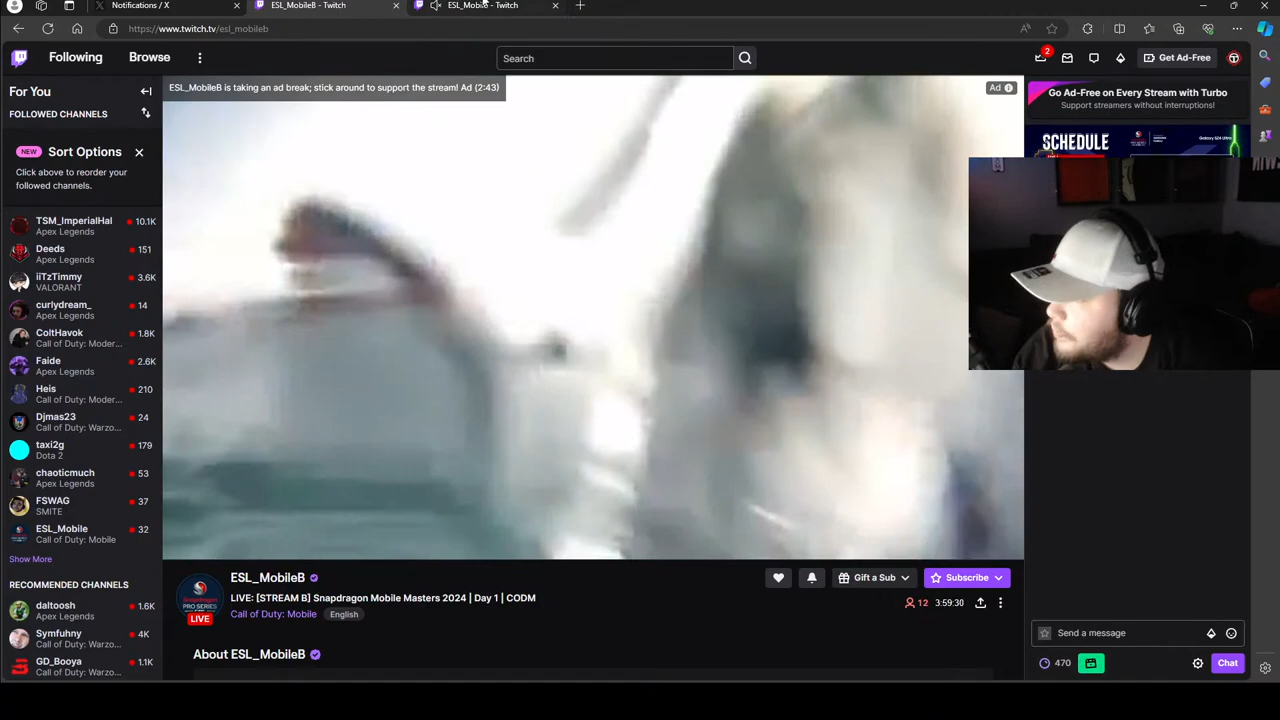 Notifications / X
ESL_MobileB - Twitch
ESL_Mobile - Twitch
https://www.twitch.tv/esl_mobileb
Following
Browse
Search
2
Get Ad-Free
For You
FOLLOWED CHANNELS
NEW Sort Options
Click above to reorder your
followed channels.
TSM_ImperialHal 10.1K
Apex Legends
Deeds 151
Apex Legends
iiTzTimmy 3.6K
VALORANT
curlydream_ 14
Apex Legends
ColtHavok 1.8K
Call of Duty: Moder...
Faide 2.6K
Apex Legends
Heis 210
Call of Duty: Moder...
Djmas23 24
Call of Duty: Warzo...
taxi2g 179
Dota 2
chaoticmuch 53
Apex Legends
FSWAG 37
SMITE
ESL_Mobile 32
Call of Duty: Mobile
Show More
RECOMMENDED CHANNELS
daltoosh 1.6K
Apex Legends
Symfuhny 4K
Call of Duty: Warzo...
GD_Booya 1.1K
Call of Duty: Warzo...
ESL_MobileB is taking an ad break; stick around to support the stream! Ad (2:43)
Ad
Go Ad-Free on Every Stream with Turbo
Support streamers without interruptions!
SCHEDULE
Galaxy S24 Ultra
ESL_MobileB
LIVE: [STREAM B] Snapdragon Mobile Masters 2024 | Day 1 | CODM
Call of Duty: Mobile English
LIVE
Gift a Sub
Subscribe
12 3:59:30
About ESL_MobileB
Send a message
470
Chat